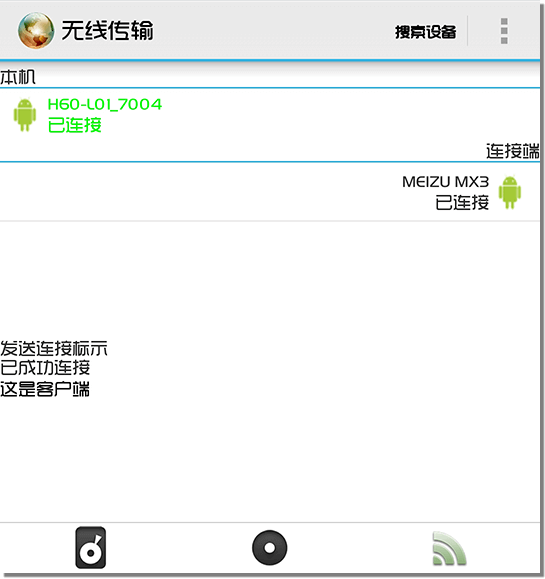 无线传输
搜索设备
本机
H60-L01_7004
已连接
连接端
MEIZU MX3
已连接
发送连接标示
已成功连接
这是客户端